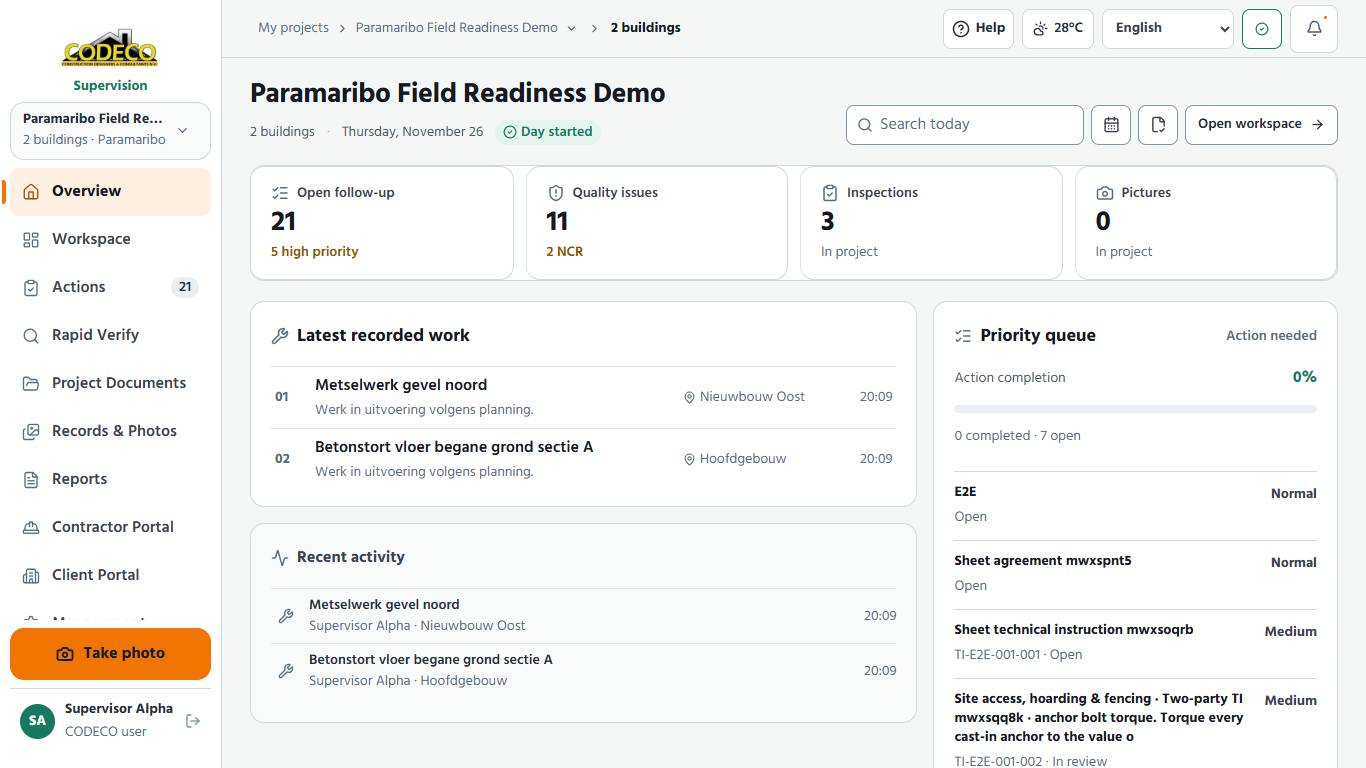 CODECO
CONSTRUCTION DESIGNERS & CONSULTANTS N.V.
Supervision
Paramaribo Field Re...
2 buildings · Paramaribo
Overview
Workspace
Actions 21
Rapid Verify
Project Documents
Records & Photos
Reports
Contractor Portal
Client Portal
Take photo
SA
Supervisor Alpha
CODECO user
My projects > Paramaribo Field Readiness Demo > 2 buildings
Help
28°C
English
Paramaribo Field Readiness Demo
2 buildings · Thursday, November 26 Day started
Search today
Open workspace
Open follow-up
21
5 high priority
Quality issues
11
2 NCR
Inspections
3
In project
Pictures
0
In project
Latest recorded work
01 Metselwerk gevel noord Nieuwbouw Oost 20:09
Werk in uitvoering volgens planning.
02 Betonstort vloer begane grond sectie A Hoofdgebouw 20:09
Werk in uitvoering volgens planning.
Recent activity
Metselwerk gevel noord 20:09
Supervisor Alpha · Nieuwbouw Oost
Betonstort vloer begane grond sectie A 20:09
Supervisor Alpha · Hoofdgebouw
Priority queue Action needed
Action completion 0%
0 completed · 7 open
E2E Normal
Open
Sheet agreement mwxspnt5 Normal
Open
Sheet technical instruction mwxsoqrb Medium
TI-E2E-001-001 · Open
Site access, hoarding & fencing · Two-party TI Medium
mwxsqq8k · anchor bolt torque. Torque every
cast-in anchor to the value o
TI-E2E-001-002 · In review